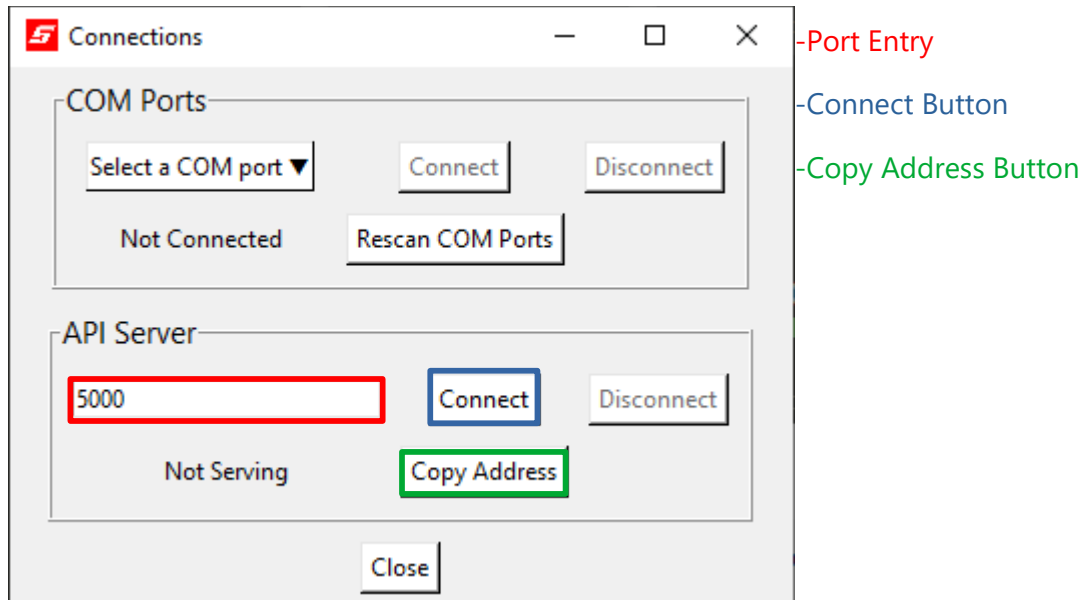 Connections
-Port Entry
-Connect Button
-Copy Address Button
COM Ports
Select a COM port ▼
Connect
Disconnect
Not Connected
Rescan COM Ports
API Server
5000
Connect
Disconnect
Not Serving
Copy Address
Close